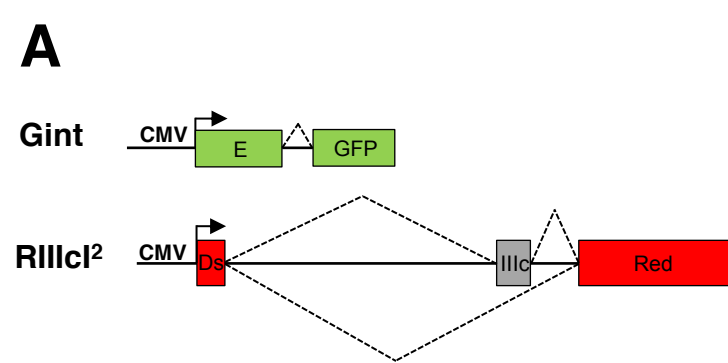 A
Gint
CMV
E
GFP
RIIIcI²
CMV
Ds
IIIc
Red